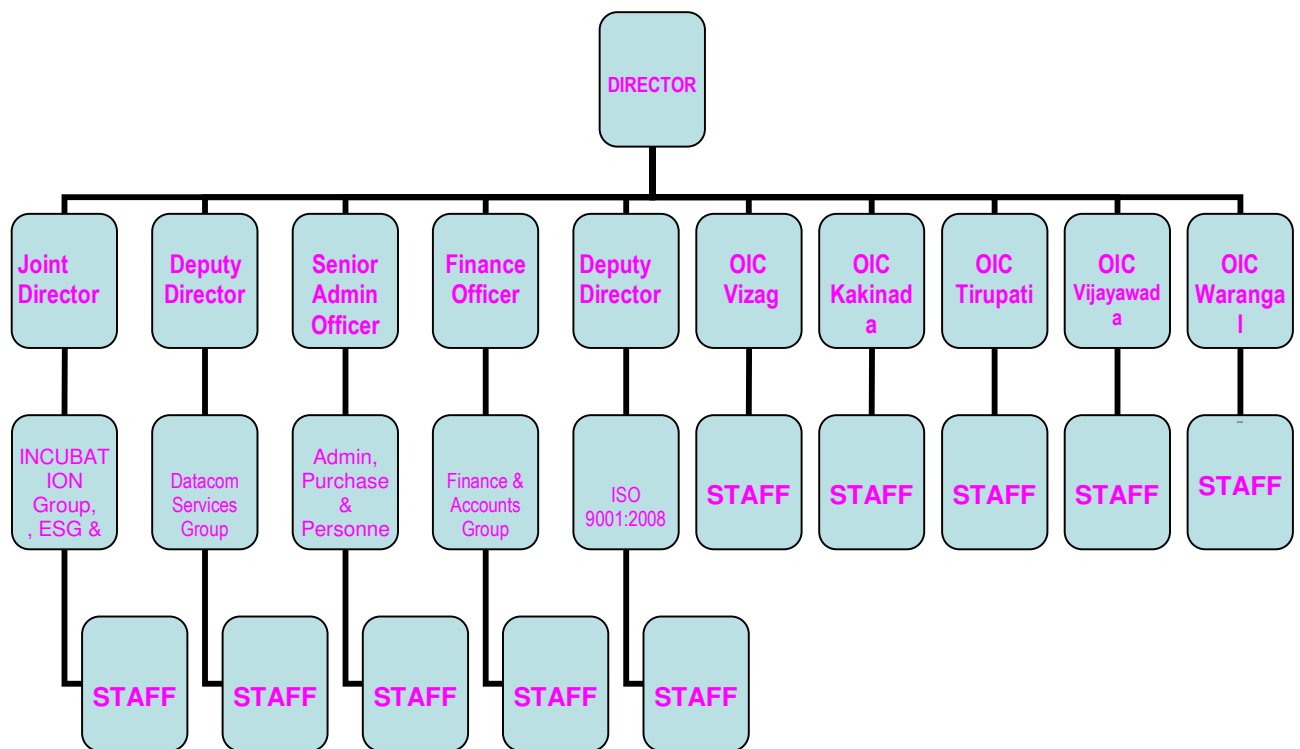 DIRECTOR
Joint
Director
Deputy
Director
Senior
Admin
Officer
Finance
Officer
Deputy
Director
OIC
Vizag
OIC
Kakinad
a
OIC
Tirupati
OIC
Vijayawad
a
OIC
Waranga
l
INCUBAT
ION
Group,
, ESG &
Datacom
Services
Group
Admin,
Purchase
&
Personne
Finance &
Accounts
Group
ISO
9001:2008
STAFF
STAFF
STAFF
STAFF
STAFF
STAFF
STAFF
STAFF
STAFF
STAFF